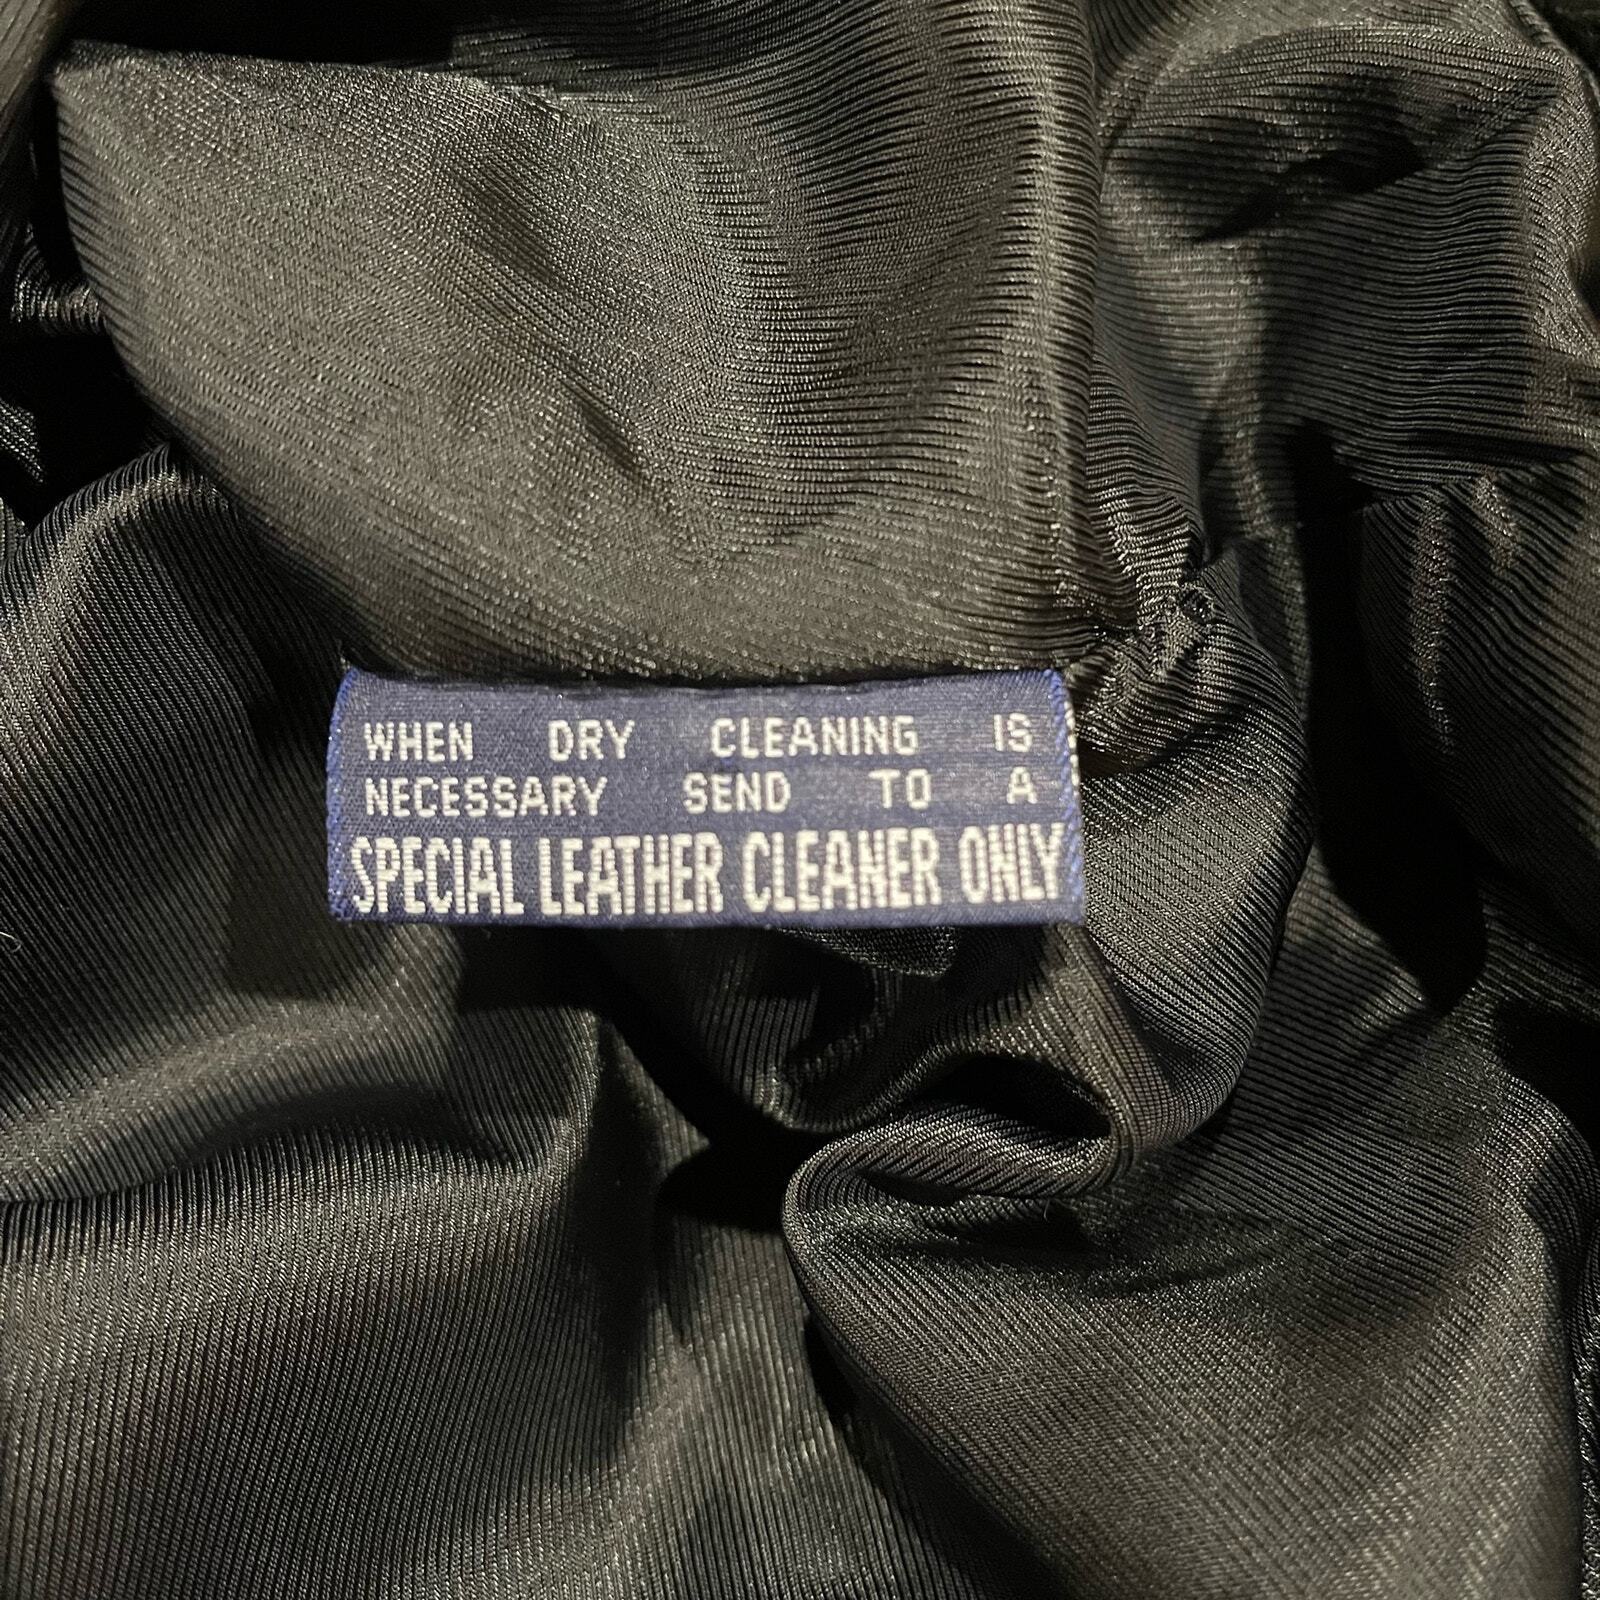 WHEN DRY CLEANING IS
NECESSARY SEND TO A
SPECIAL LEATHER CLEANER ONLY